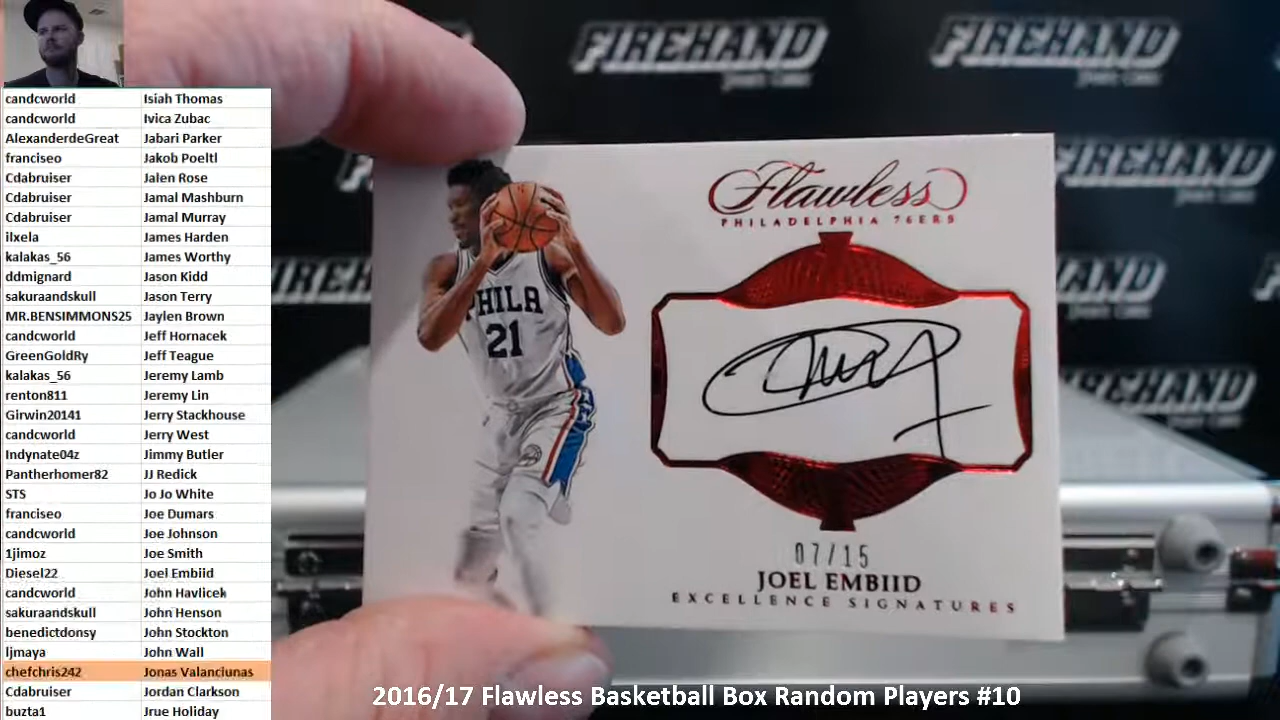 candcworld Isiah Thomas
candcworld Ivica Zubac
AlexanderdeGreat Jabari Parker
franciseo Jakob Poeltl
Cdabruiser Jalen Rose
Cdabruiser Jamal Mashburn
Cdabruiser Jamal Murray
ilxela James Harden
kalakas_56 James Worthy
ddmignard Jason Kidd
sakuraandskull Jason Terry
MR.BENSIMMONS25 Jaylen Brown
candcworld Jeff Hornacek
GreenGoldRy Jeff Teague
kalakas_56 Jeremy Lamb
renton811 Jeremy Lin
Girwin20141 Jerry Stackhouse
candcworld Jerry West
Indynate04z Jimmy Butler
Pantherhomer82 JJ Redick
STS Jo Jo White
franciseo Joe Dumars
candcworld Joe Johnson
1jimoz Joe Smith
Diesel22 Joel Embiid
candcworld John Havlicek
sakuraandskull John Henson
benedictdonsy John Stockton
ljmaya John Wall
chefchris242 Jonas Valanciunas
Cdabruiser Jordan Clarkson
buzta1 Jrue Holiday
FIREHAND
FIREHAND
FIREHAND
FIREHAND
FIREHAND
Flawless
PHILADELPHIA 76ERS
PHILA
21
07/15
JOEL EMBIID
EXCELLENCE SIGNATURES
2016/17 Flawless Basketball Box Random Players #10